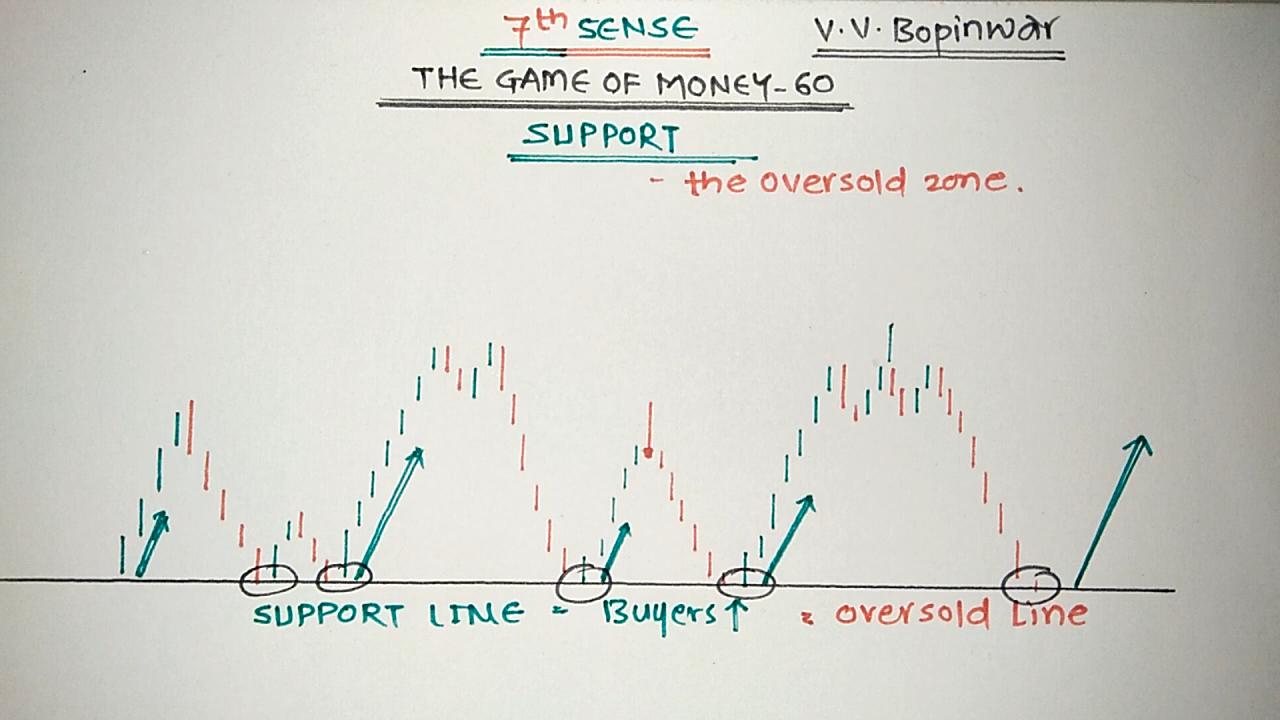 7th SENSE V.V. Bopinwar
THE GAME OF MONEY-60
SUPPORT
- the oversold zone.
SUPPORT LINE = Buyers↑ = oversold Line